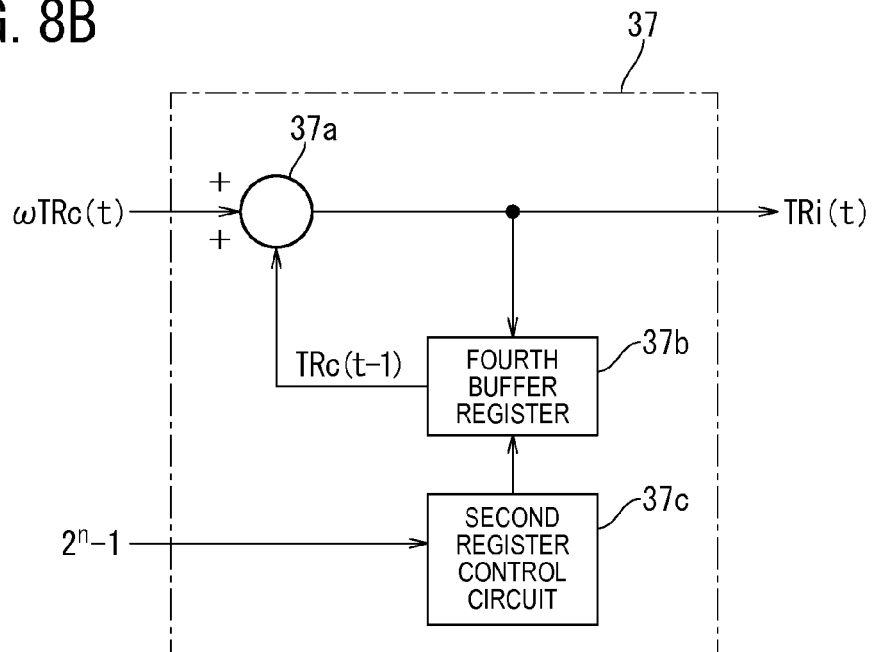 G. 8B
37
37a
+
ωTRc(t)
+
TRi(t)
37b
TRc(t-1)
FOURTH
BUFFER
REGISTER
37c
2ⁿ-1
SECOND
REGISTER
CONTROL
CIRCUIT